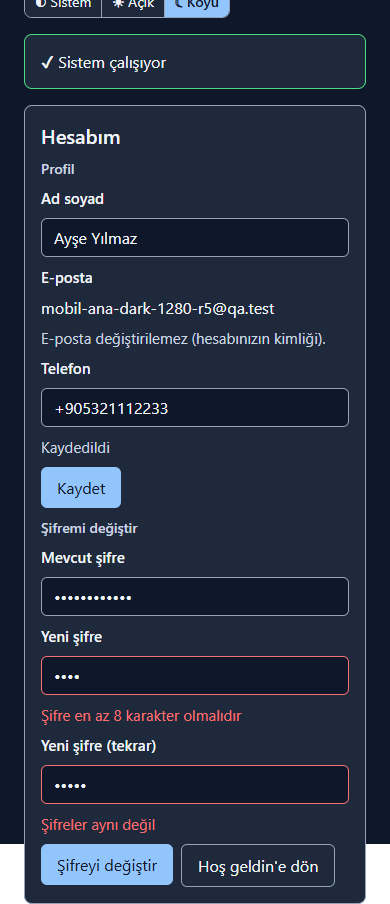 Sistem
Açık
Koyu
✓ Sistem çalışıyor
Hesabım
Profil
Ad soyad
Ayşe Yılmaz
E-posta
mobil-ana-dark-1280-r5@qa.test
E-posta değiştirilemez (hesabınızın kimliği).
Telefon
+905321112233
Kaydedildi
Kaydet
Şifremi değiştir
Mevcut şifre
••••••••••••
Yeni şifre
••••
Şifre en az 8 karakter olmalıdır
Yeni şifre (tekrar)
•••••
Şifreler aynı değil
Şifreyi değiştir
Hoş geldin'e dön